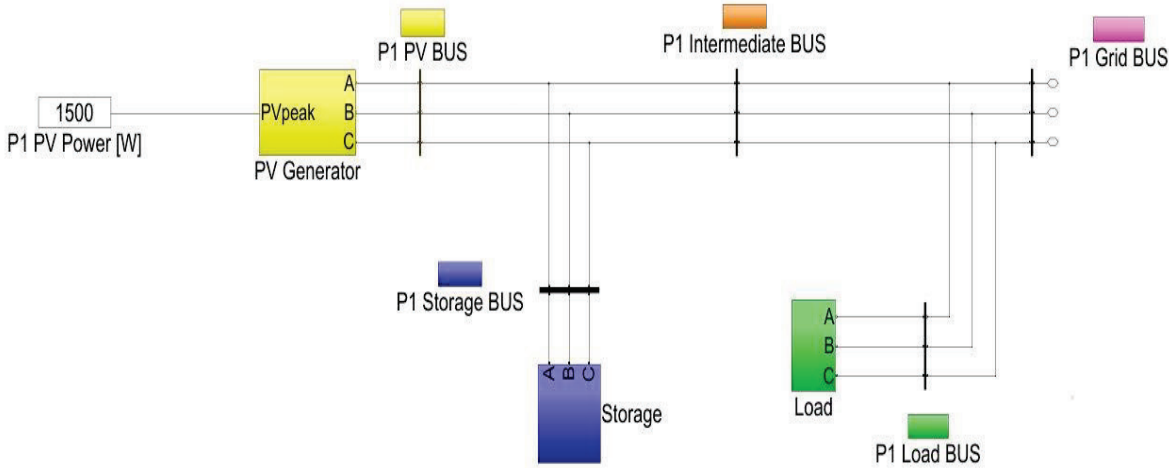 P1 PV BUS
P1 Intermediate BUS
P1 Grid BUS
1500
P1 PV Power [W]
PVpeak
A
B
C
PV Generator
P1 Storage BUS
A
B
C
Storage
A
B
C
Load
P1 Load BUS